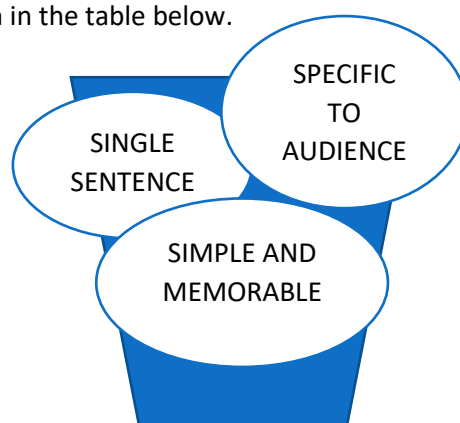 in the table below.
SPECIFIC
TO
AUDIENCE
SINGLE
SENTENCE
SIMPLE AND
MEMORABLE